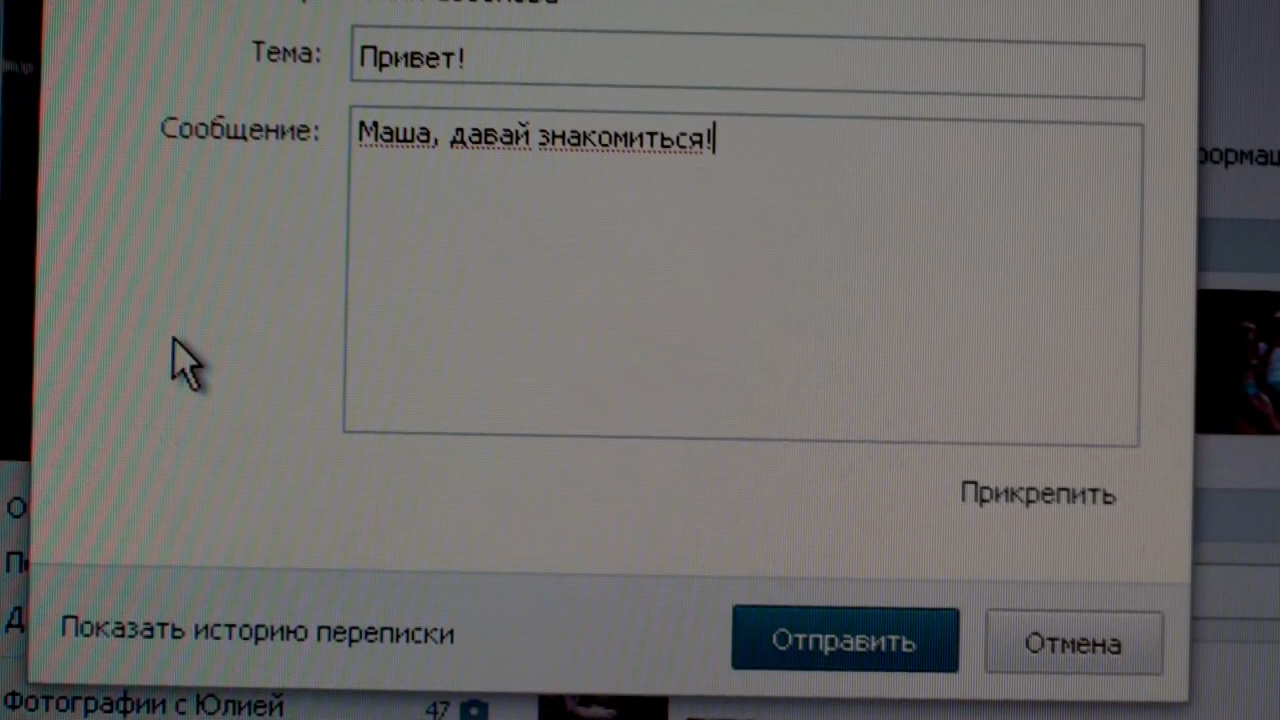 Тема: Привет!
Сообщение: Маша, давай знакомиться!
Прикрепить
Показать историю переписки Отправить Отмена
Фотографии с Юлией 47